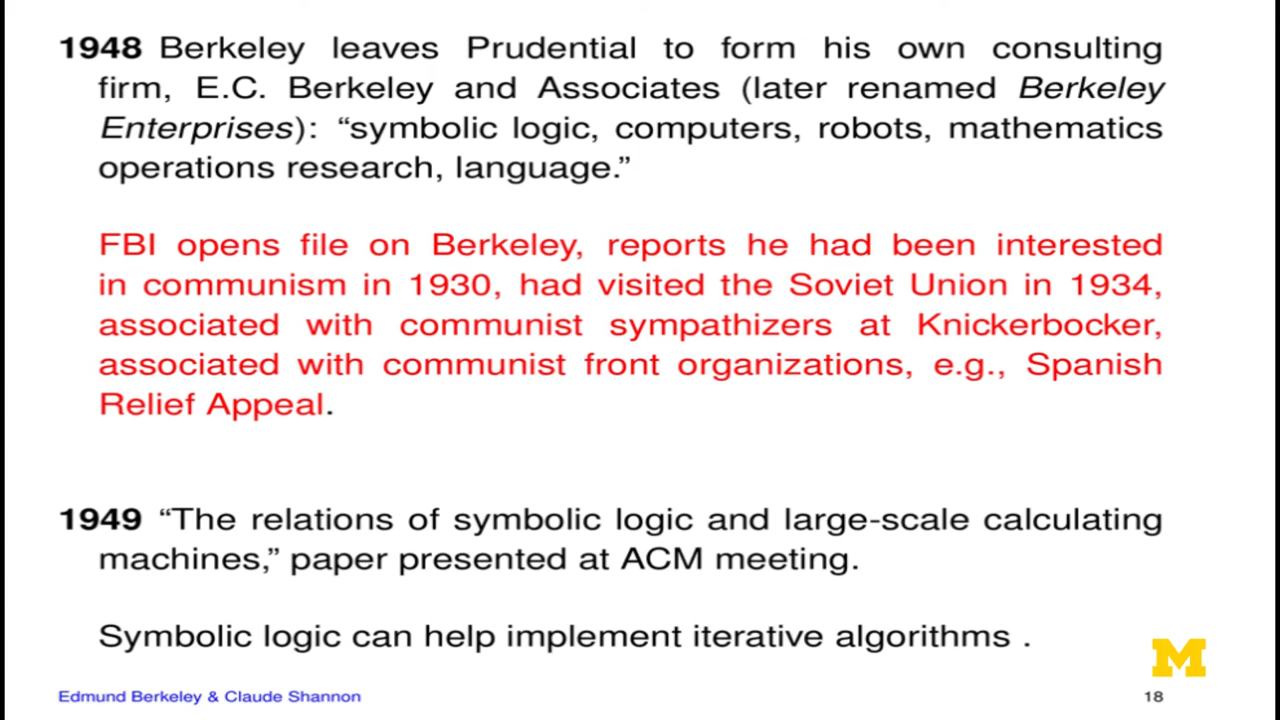 1948 Berkeley leaves Prudential to form his own consulting
firm, E.C. Berkeley and Associates (later renamed Berkeley
Enterprises): “symbolic logic, computers, robots, mathematics
operations research, language.”
FBI opens file on Berkeley, reports he had been interested
in communism in 1930, had visited the Soviet Union in 1934,
associated with communist sympathizers at Knickerbocker,
associated with communist front organizations, e.g., Spanish
Relief Appeal.
1949 “The relations of symbolic logic and large-scale calculating
machines,” paper presented at ACM meeting.
Symbolic logic can help implement iterative algorithms .
M
Edmund Berkeley & Claude Shannon
18